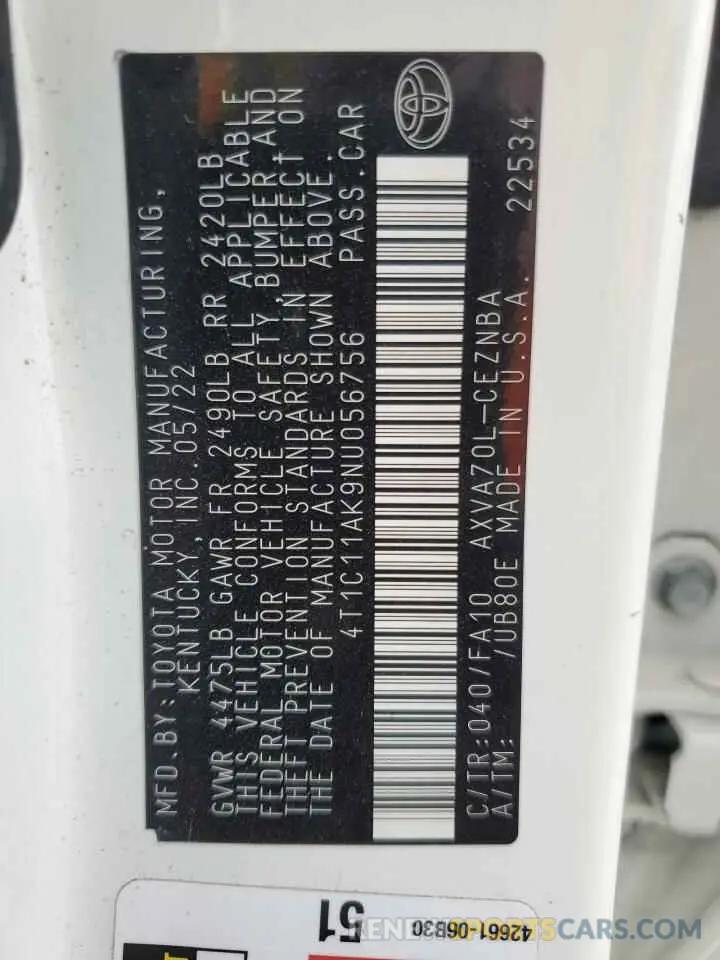 MFD.BY:TOYOTA MOTOR MANUFACTURING,
KENTUCKY, INC.05/22
GVWR 4475LB GAWR FR 2490LB RR 2420LB
THIS VEHICLE CONFORMS TO ALL APPLICABLE
FEDERAL MOTOR VEHICLE SAFETY, BUMPER,AND
THEFT PREVENTION STANDARDS IN EFFECT ON
THE DATE OF MANUFACTURE SHOWN ABOVE.
4T1C11AK9NU056756 PASS.CAR
C/TR:040/FA10 AXVA70L-CEZNBA
A/TM: /UB80E MADE IN U.S.A. 22534
51
42661-06B30
RENEWSPORTSCARS.COM